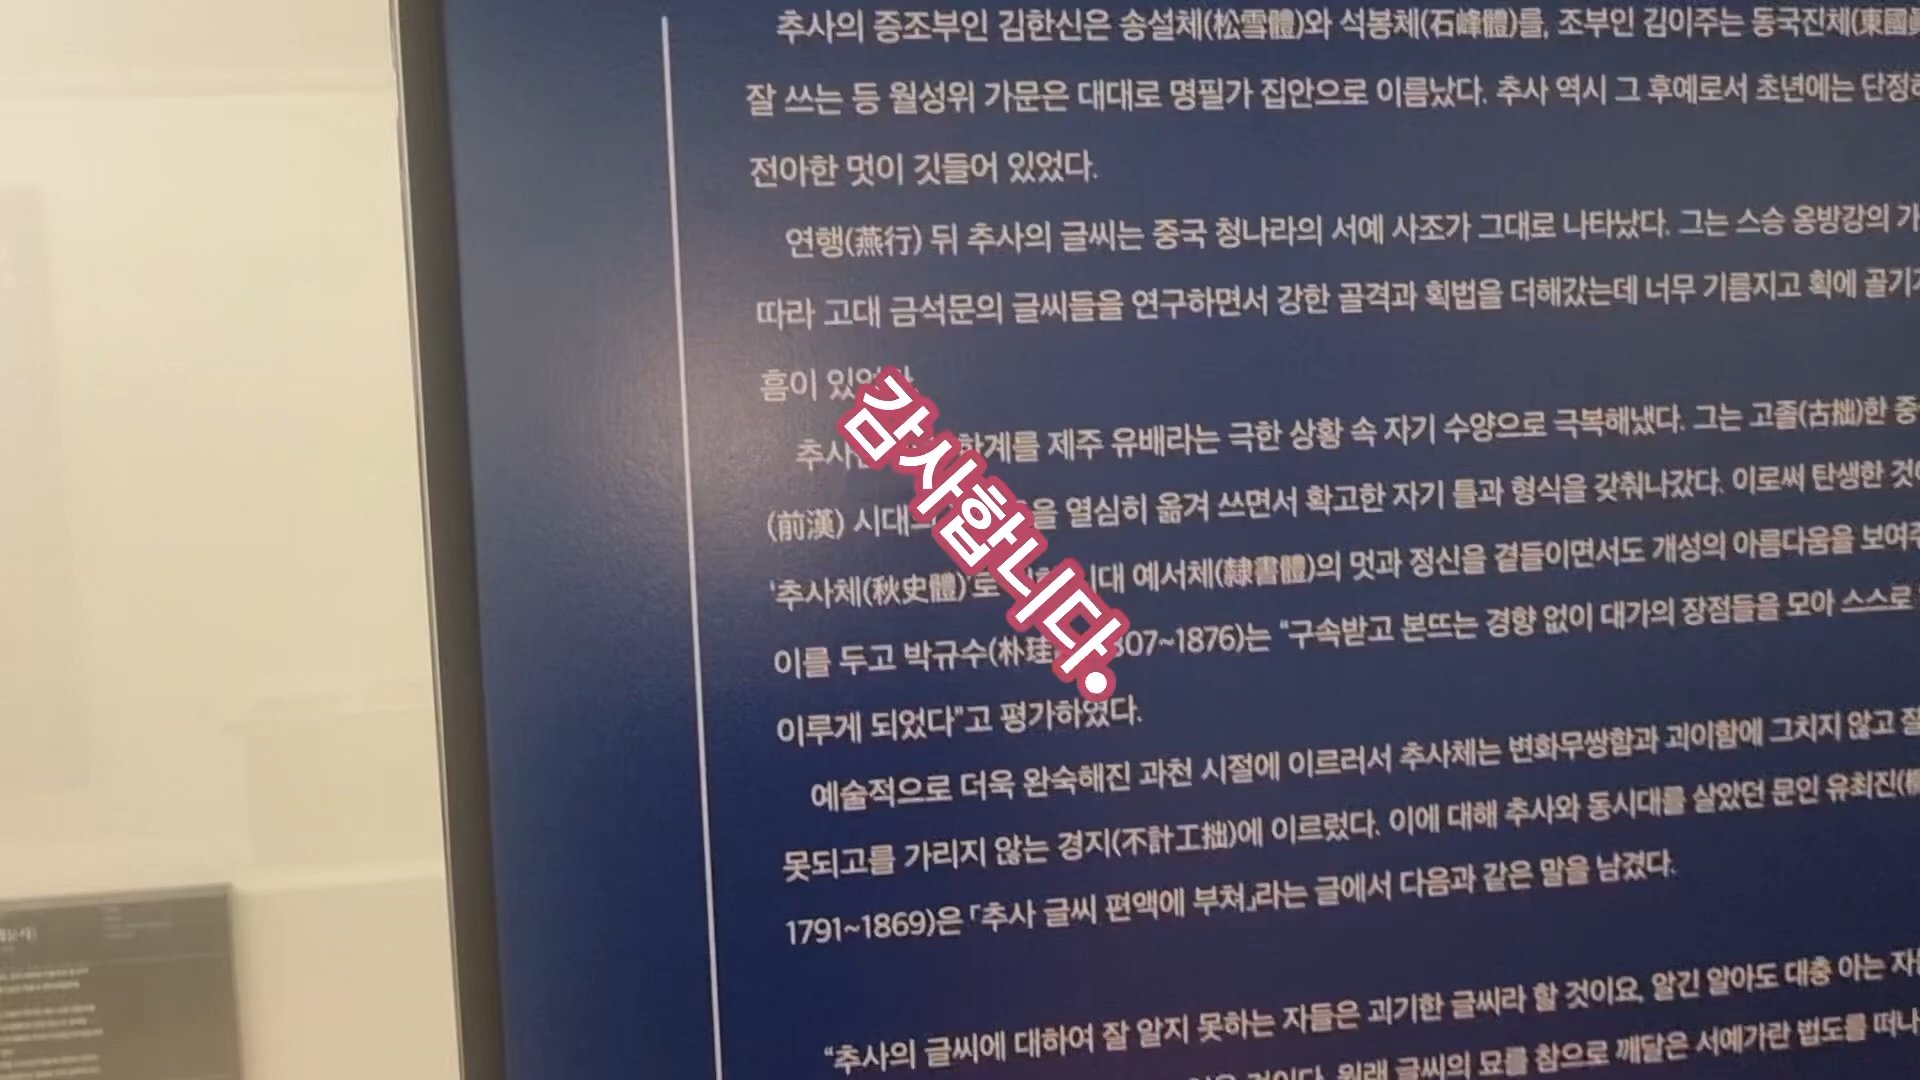 추사의 증조부인 김한신은 송설체(松雪體)와 석봉체(石峰體)를, 조부인 김이주는 동국진체(東國
잘 쓰는 등 월성위 가문은 대대로 명필가 집안으로 이름났다. 추사 역시 그 후예로서 초년에는
전아한 멋이 깃들어 있었다.
연행(燕行) 뒤 추사의 글씨는 중국 청나라의 서예 사조가 그대로 나타났다. 그는 스승 옹방강의
따라 고대 금석문의 글씨들을 연구하면서 강한 골격과 획법을 더해갔는데 너무 기름지고 획에
흠이
한계를 제주 유배라는 극한 상황 속 자기 수양으로 극복해냈다. 그는 고졸(古拙)한
(前漢) 열심히 옮겨 쓰면서 확고한 자기 틀과 형식을 갖춰나갔다. 이로써 탄생한
‘추사체(秋史體)’로 예서체(隸書體)의 멋과 정신을 곁들이면서도 개성의 아름다움을
이를 두고 박규수(朴珪 807~1876)는 “구속받고 본뜨는 경향 없이 대가의 장점들을 모아 스스로
이루게 되었다”고 평가하였다.
예술적으로 더욱 완숙해진 과천 시절에 이르러서 추사체는 변화무쌍함과 괴이함에 그치지 않고 잘
못되고를 가리지 않는 경지(不計工拙)에 이르렀다. 이에 대해 추사와 동시대를 살았던 문인 유최진(
1791~1869)은 「추사 글씨 편액에 부쳐」라는 글에서 다음과 같은 말을 남겼다.
“추사의 글씨에 대하여 잘 알지 못하는 자들은 괴기한 글씨라 할 것이요, 알긴 알아도 대충 아는
것이다. 원래 글씨의 묘를 참으로 깨달은 서예가란 법도를
감사합니다.